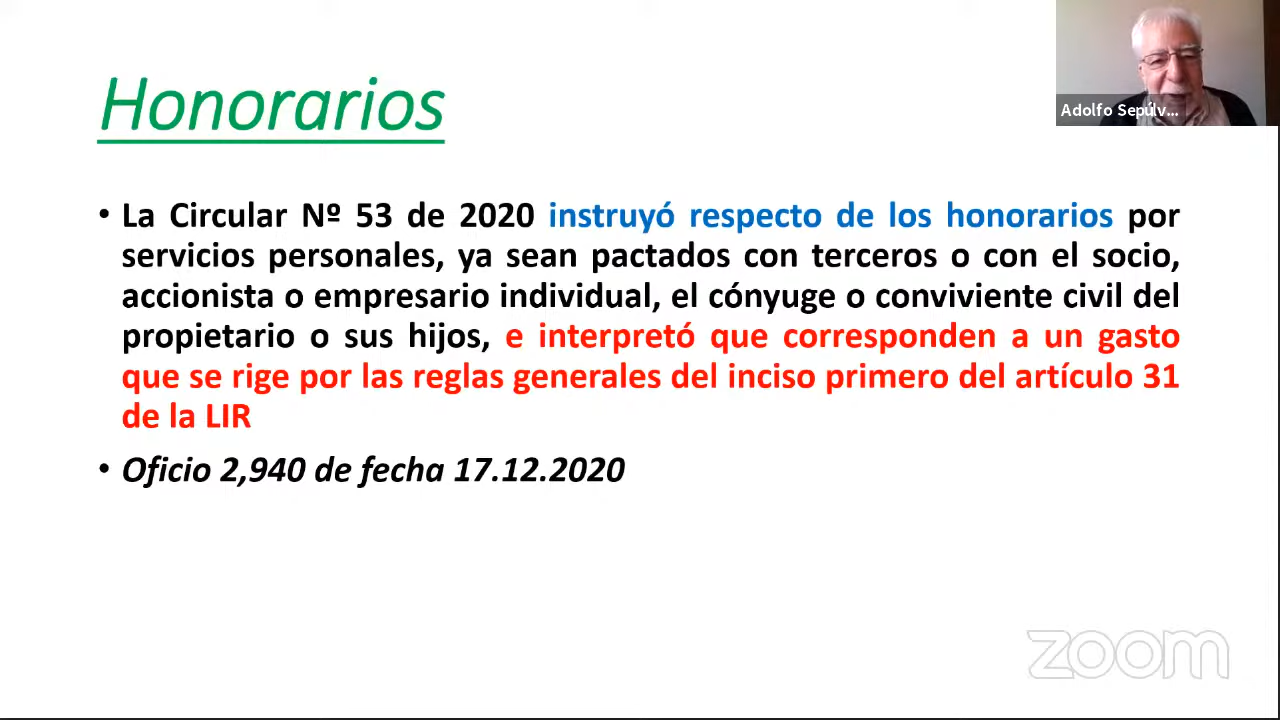 Honorarios
Adolfo Sepúlv...
• La Circular Nº 53 de 2020 instruyó respecto de los honorarios por
servicios personales, ya sean pactados con terceros o con el socio,
accionista o empresario individual, el cónyuge o conviviente civil del
propietario o sus hijos, e interpretó que corresponden a un gasto
que se rige por las reglas generales del inciso primero del artículo 31
de la LIR
• Oficio 2,940 de fecha 17.12.2020
zoom